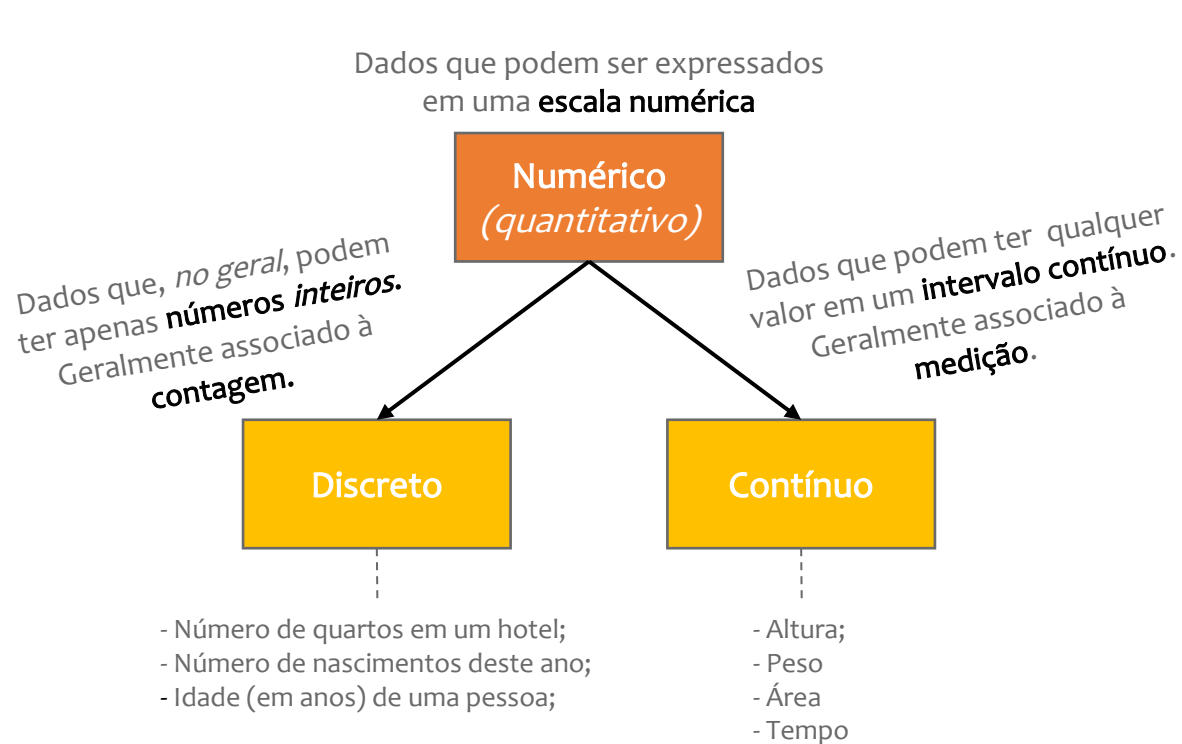 Dados que podem ser expressados
em uma escala numérica
Numérico
(quantitativo)
Dados que, no geral, podem
ter apenas números inteiros.
Geralmente associado à
contagem.
Dados que podem ter qualquer
valor em um intervalo contínuo.
Geralmente associado à
medição.
Discreto
Contínuo
- Número de quartos em um hotel;
- Número de nascimentos deste ano;
- Idade (em anos) de uma pessoa;
- Altura;
- Peso
- Área
- Tempo